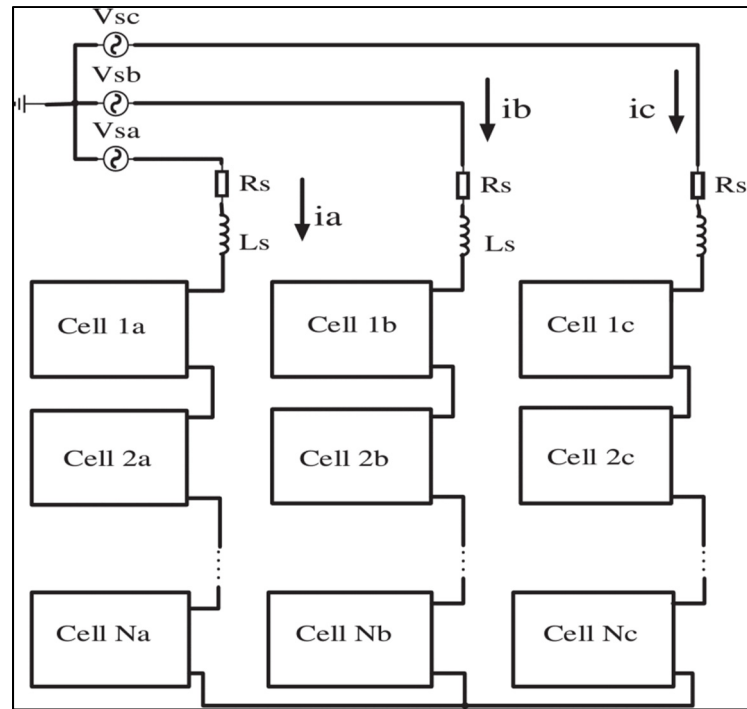 Vsc
Vsb
Vsa
ib
ic
Rs
Rs
Rs
ia
Ls
Ls
Cell 1a
Cell 1b
Cell 1c
Cell 2a
Cell 2b
Cell 2c
Cell Na
Cell Nb
Cell Nc